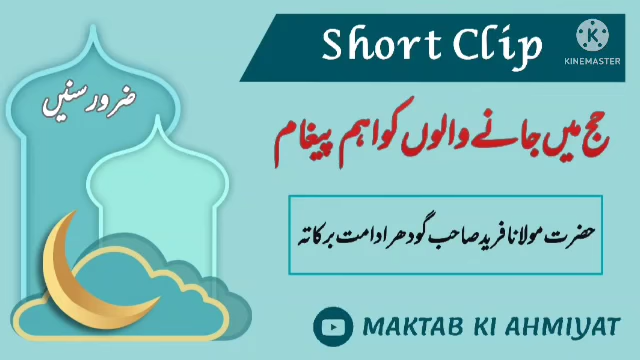 Short Clip
KINEMASTER
ضرور سنیں
حج میں جانے والوں کو اہم پیغام
حضرت مولانا فرید صاحب گودھرا دامت برکاتہ
MAKTAB KI AHMIYAT